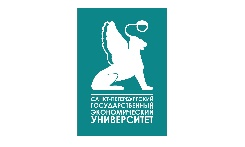 САНКТ-ПЕТЕРБУРГСКИЙ
ГОСУДАРСТВЕННЫЙ
ЭКОНОМИЧЕСКИЙ
УНИВЕРСИТЕТ